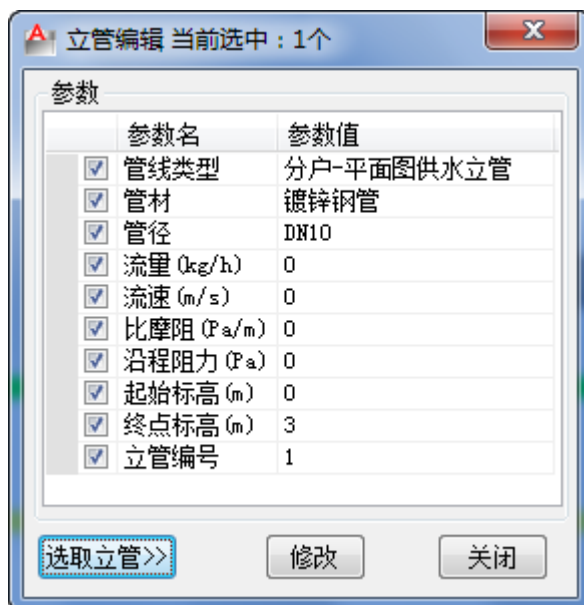 立管编辑 当前选中：1个
参数
参数名 参数值
管线类型 分户-平面图供水立管
管材 镀锌钢管
管径 DN10
流量(kg/h) 0
流速(m/s) 0
比摩阻(Pa/m) 0
沿程阻力(Pa) 0
起始标高(m) 0
终点标高(m) 3
立管编号 1
选取立管>> 修改 关闭